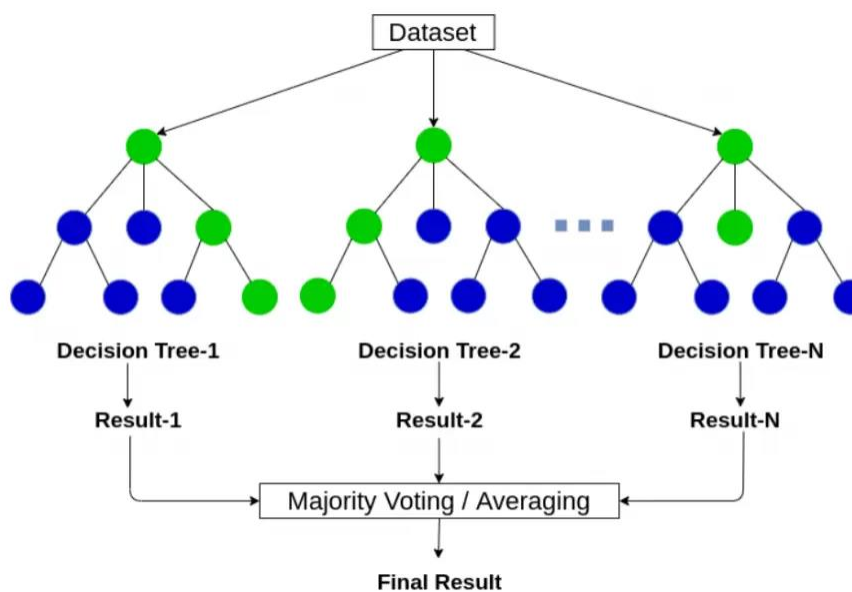 Dataset
Decision Tree-1
Decision Tree-2
Decision Tree-N
Result-1
Result-2
Result-N
Majority Voting / Averaging
Final Result